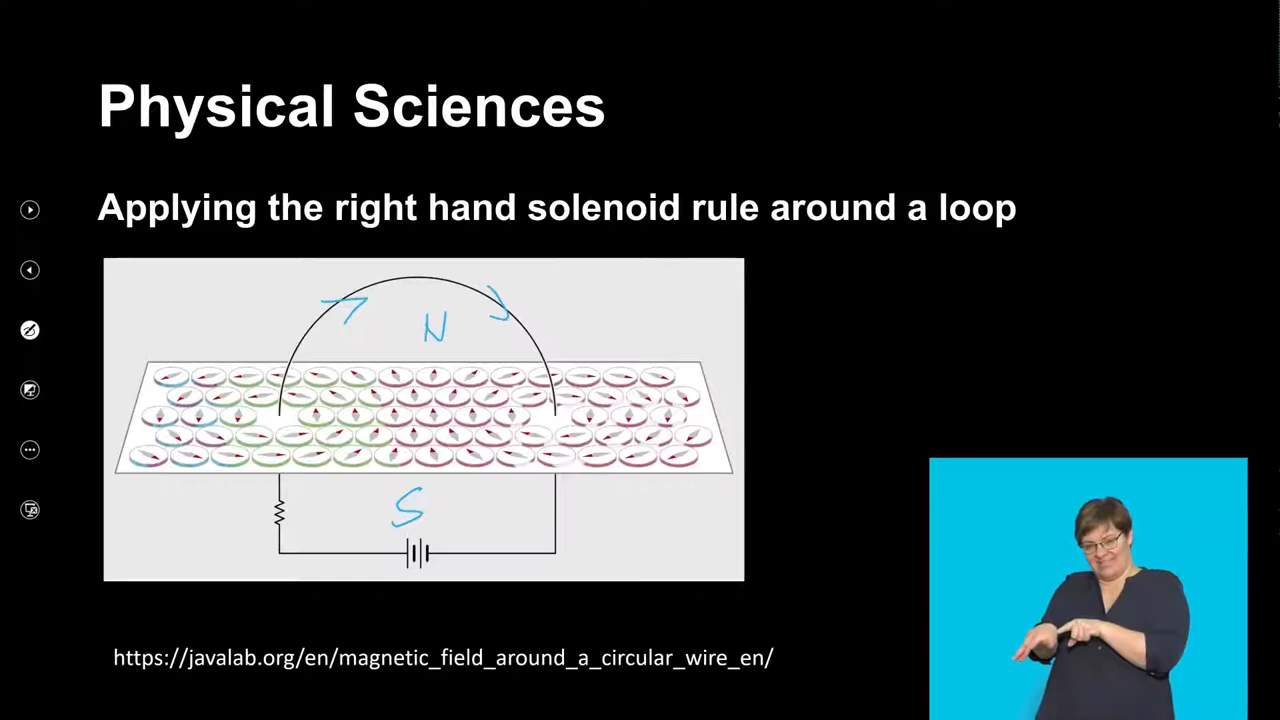 Physical Sciences
Applying the right hand solenoid rule around a loop
N
S
https://javalab.org/en/magnetic_field_around_a_circular_wire_en/